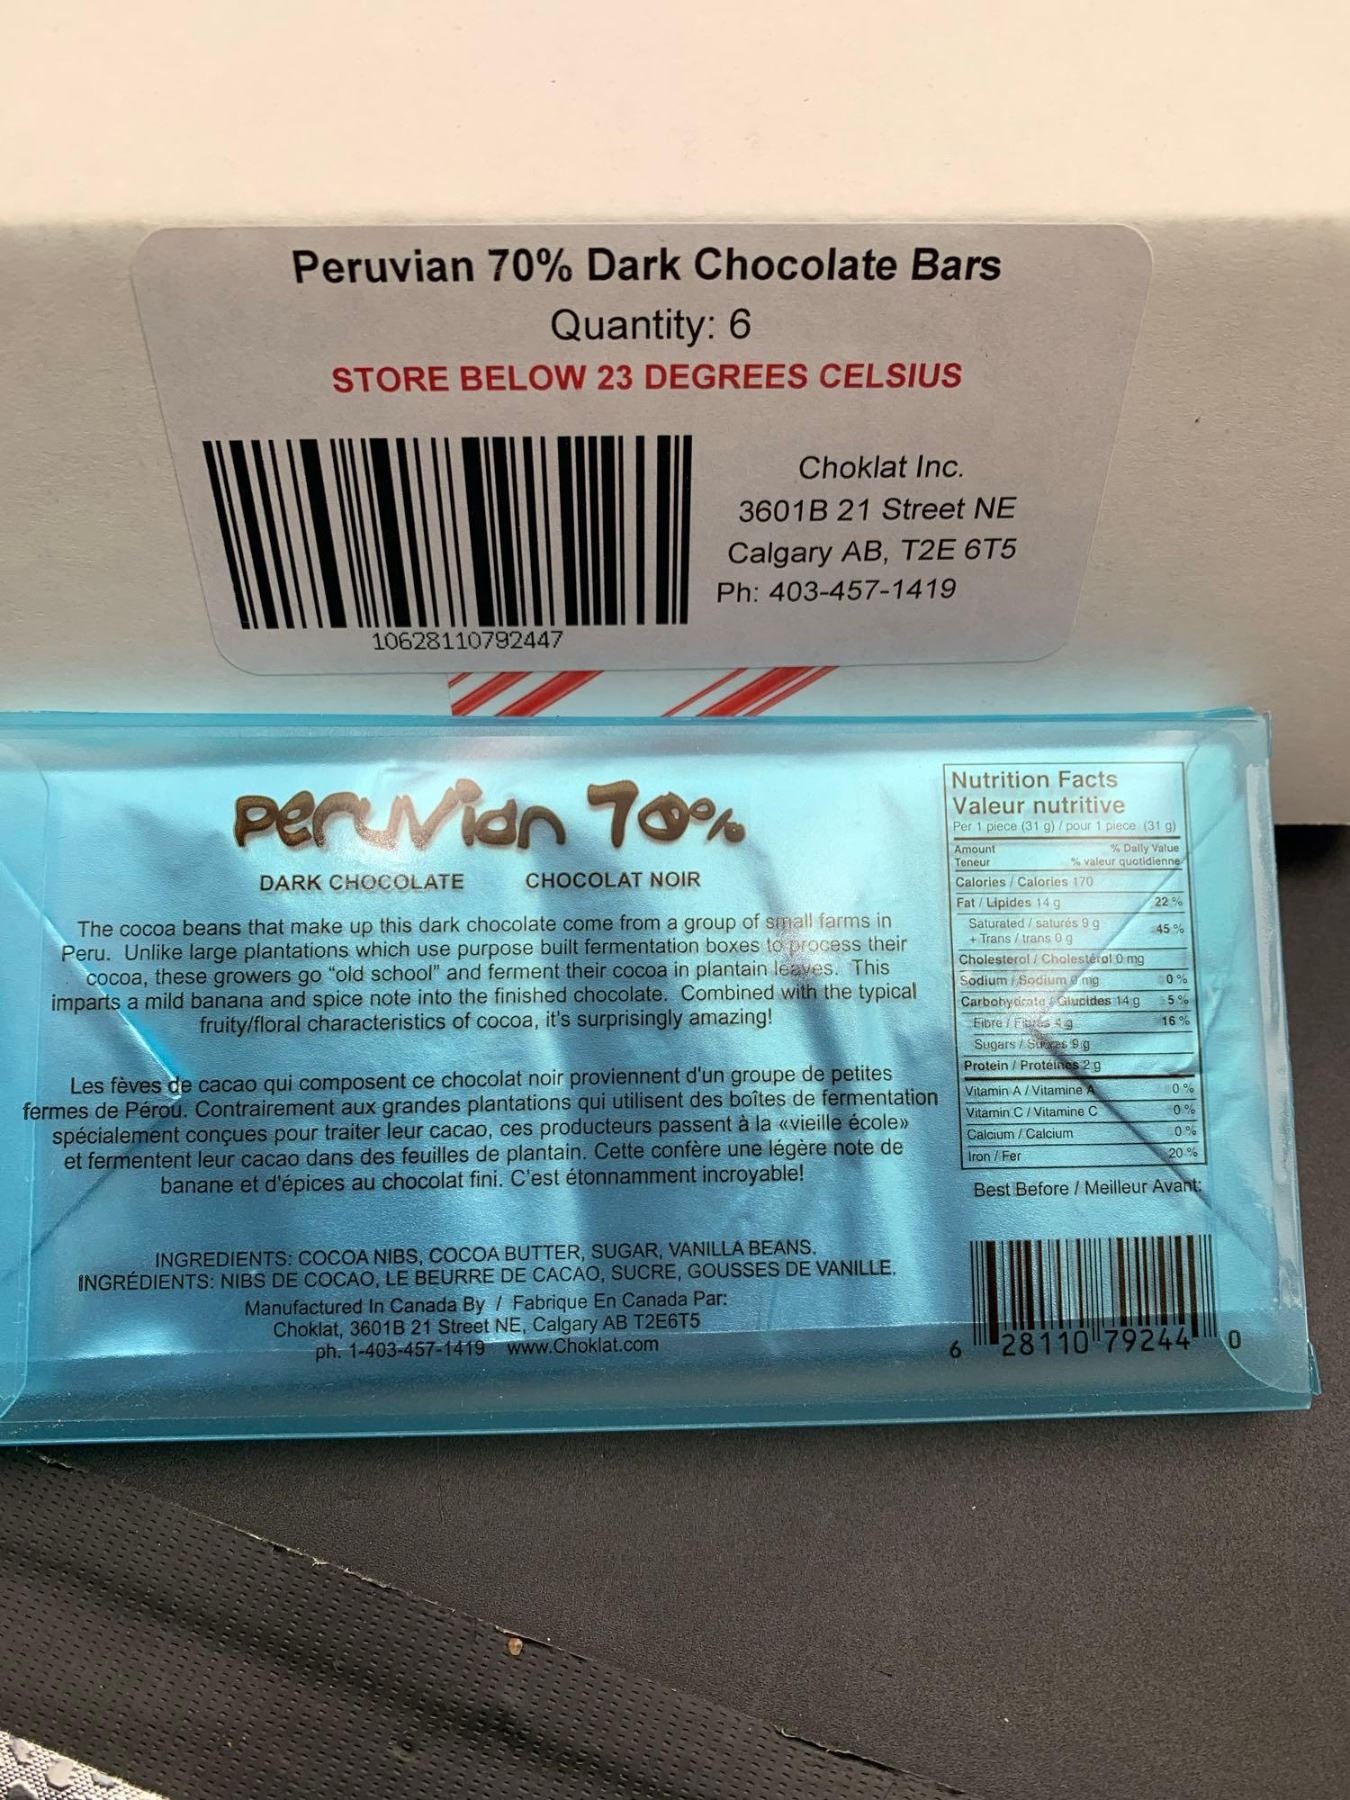 Peruvian 70% Dark Chocolate Bars
Quantity: 6
STORE BELOW 23 DEGREES CELSIUS
Choklat Inc.
3601B 21 Street NE
Calgary AB, T2E 6T5
Ph: 403-457-1419
10628110792447
Peruvian 70%
DARK CHOCOLATE CHOCOLAT NOIR
The cocoa beans that make up this dark chocolate come from a group of small farms in
Peru. Unlike large plantations which use purpose built fermentation boxes to process their
cocoa, these growers go "old school" and ferment their cocoa in plantain leaves. This
imparts a mild banana and spice note into the finished chocolate. Combined with the typical
fruity/floral characteristics of cocoa, it's surprisingly amazing!
Les fèves de cacao qui composent ce chocolat noir proviennent d'un groupe de petites
fermes de Pérou. Contrairement aux grandes plantations qui utilisent des boîtes de fermentation
spécialement conçues pour traiter leur cacao, ces producteurs passent à la «vieille école»
et fermentent leur cacao dans des feuilles de plantain. Cette confère une légère note de
banane et d'épices au chocolat fini. C'est étonnamment incroyable!
INGREDIENTS: COCOA NIBS, COCOA BUTTER, SUGAR, VANILLA BEANS.
INGRÉDIENTS: NIBS DE COCAO, LE BEURRE DE CACAO, SUCRE, GOUSSES DE VANILLE.
Manufactured In Canada By / Fabrique En Canada Par:
Choklat, 3601B 21 Street NE, Calgary AB T2E6T5
ph. 1-403-457-1419 www.Choklat.com
Nutrition Facts
Valeur nutritive
Per 1 piece (31 g) / pour 1 piece (31 g)
Amount % Daily Value
Teneur % valeur quotidienne
Calories / Calories 170
Fat / Lipides 14 g 22 %
Saturated / saturés 9 g
+ Trans / trans 0 g 45 %
Cholesterol / Cholestérol 0 mg
Sodium / Sodium 0 mg 0 %
Carbohydrate / Glucides 14 g 5 %
Fibre / Fibres 4 g 16 %
Sugars / Sucres 9 g
Protein / Protéines 2 g
Vitamin A / Vitamine A 0 %
Vitamin C / Vitamine C 0 %
Calcium / Calcium 0 %
Iron / Fer 20 %
Best Before / Meilleur Avant:
6 28110 79244 0